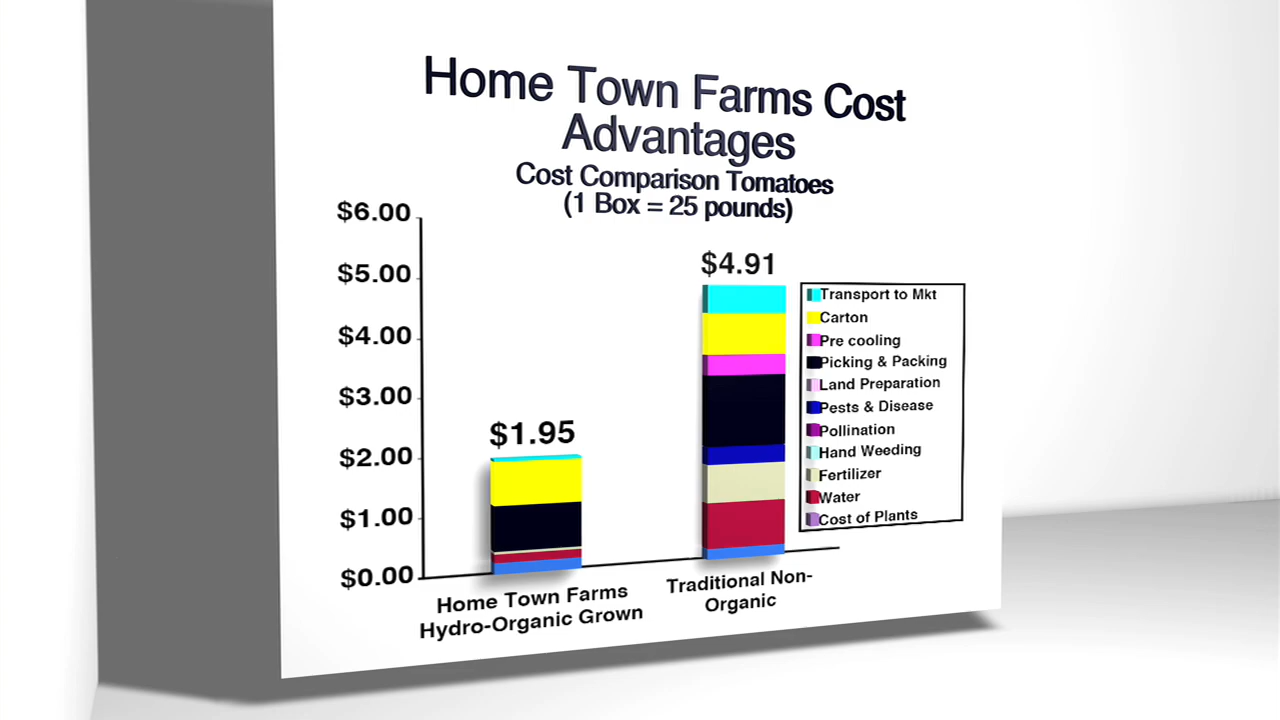 Home Town Farms Cost
Advantages
Cost Comparison Tomatoes
(1 Box = 25 pounds)
$6.00
$5.00
$4.00
$3.00
$2.00
$1.00
$0.00
$1.95
$4.91
Transport to Mkt
Carton
Pre cooling
Picking & Packing
Land Preparation
Pests & Disease
Pollination
Hand Weeding
Fertilizer
Water
Cost of Plants
Home Town Farms
Hydro-Organic Grown
Traditional Non-
Organic